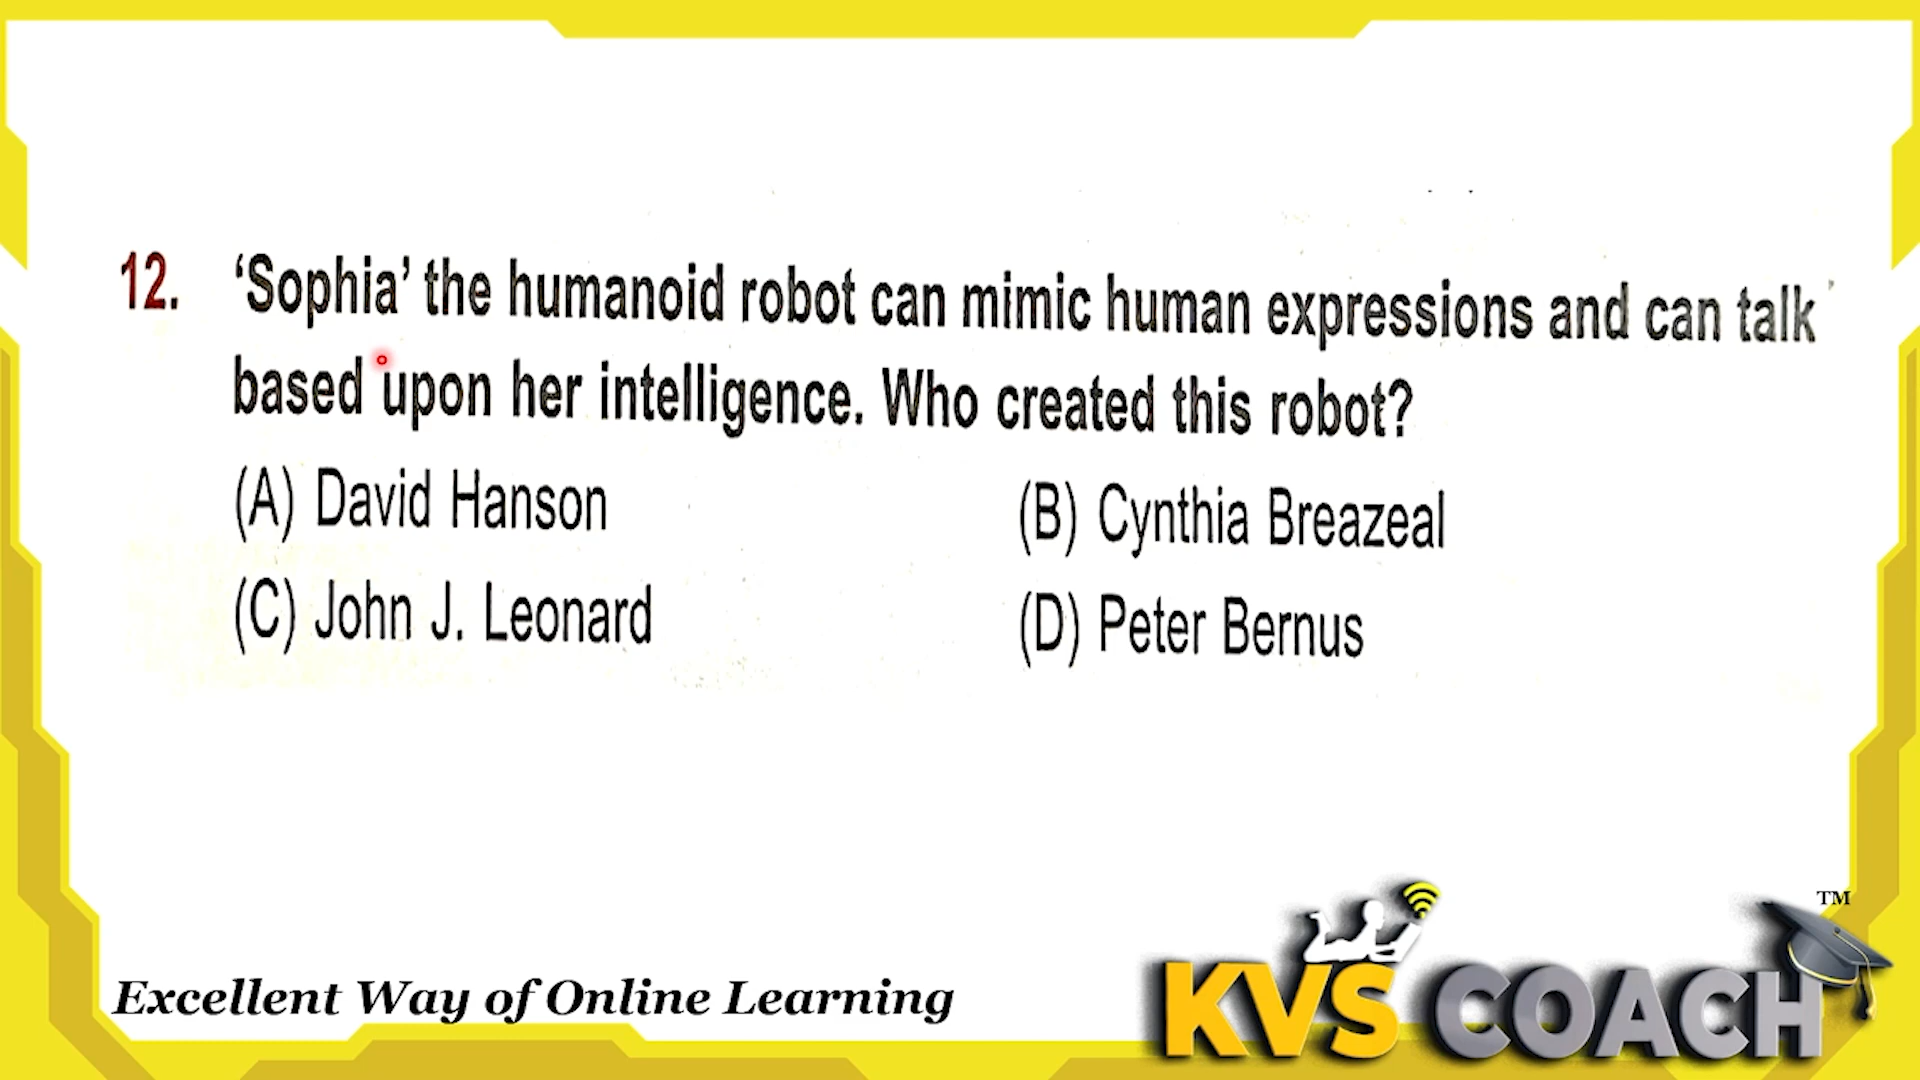 12. ‘Sophia’ the humanoid robot can mimic human expressions and can talk
based upon her intelligence. Who created this robot?
(A) David Hanson (B) Cynthia Breazeal
(C) John J. Leonard (D) Peter Bernus
Excellent Way of Online Learning
KVS COACH TM